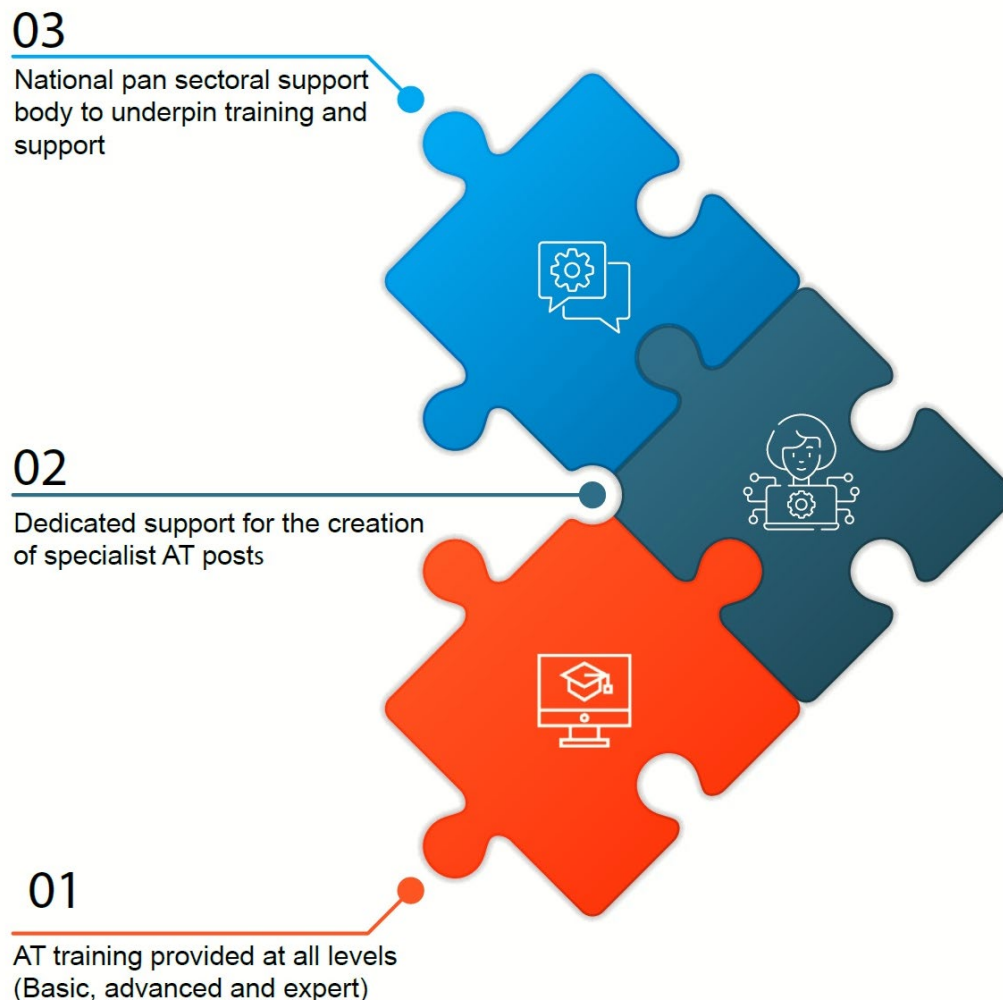 03
National pan sectoral support
body to underpin training and
support
02
Dedicated support for the creation
of specialist AT posts
01
AT training provided at all levels
(Basic, advanced and expert)